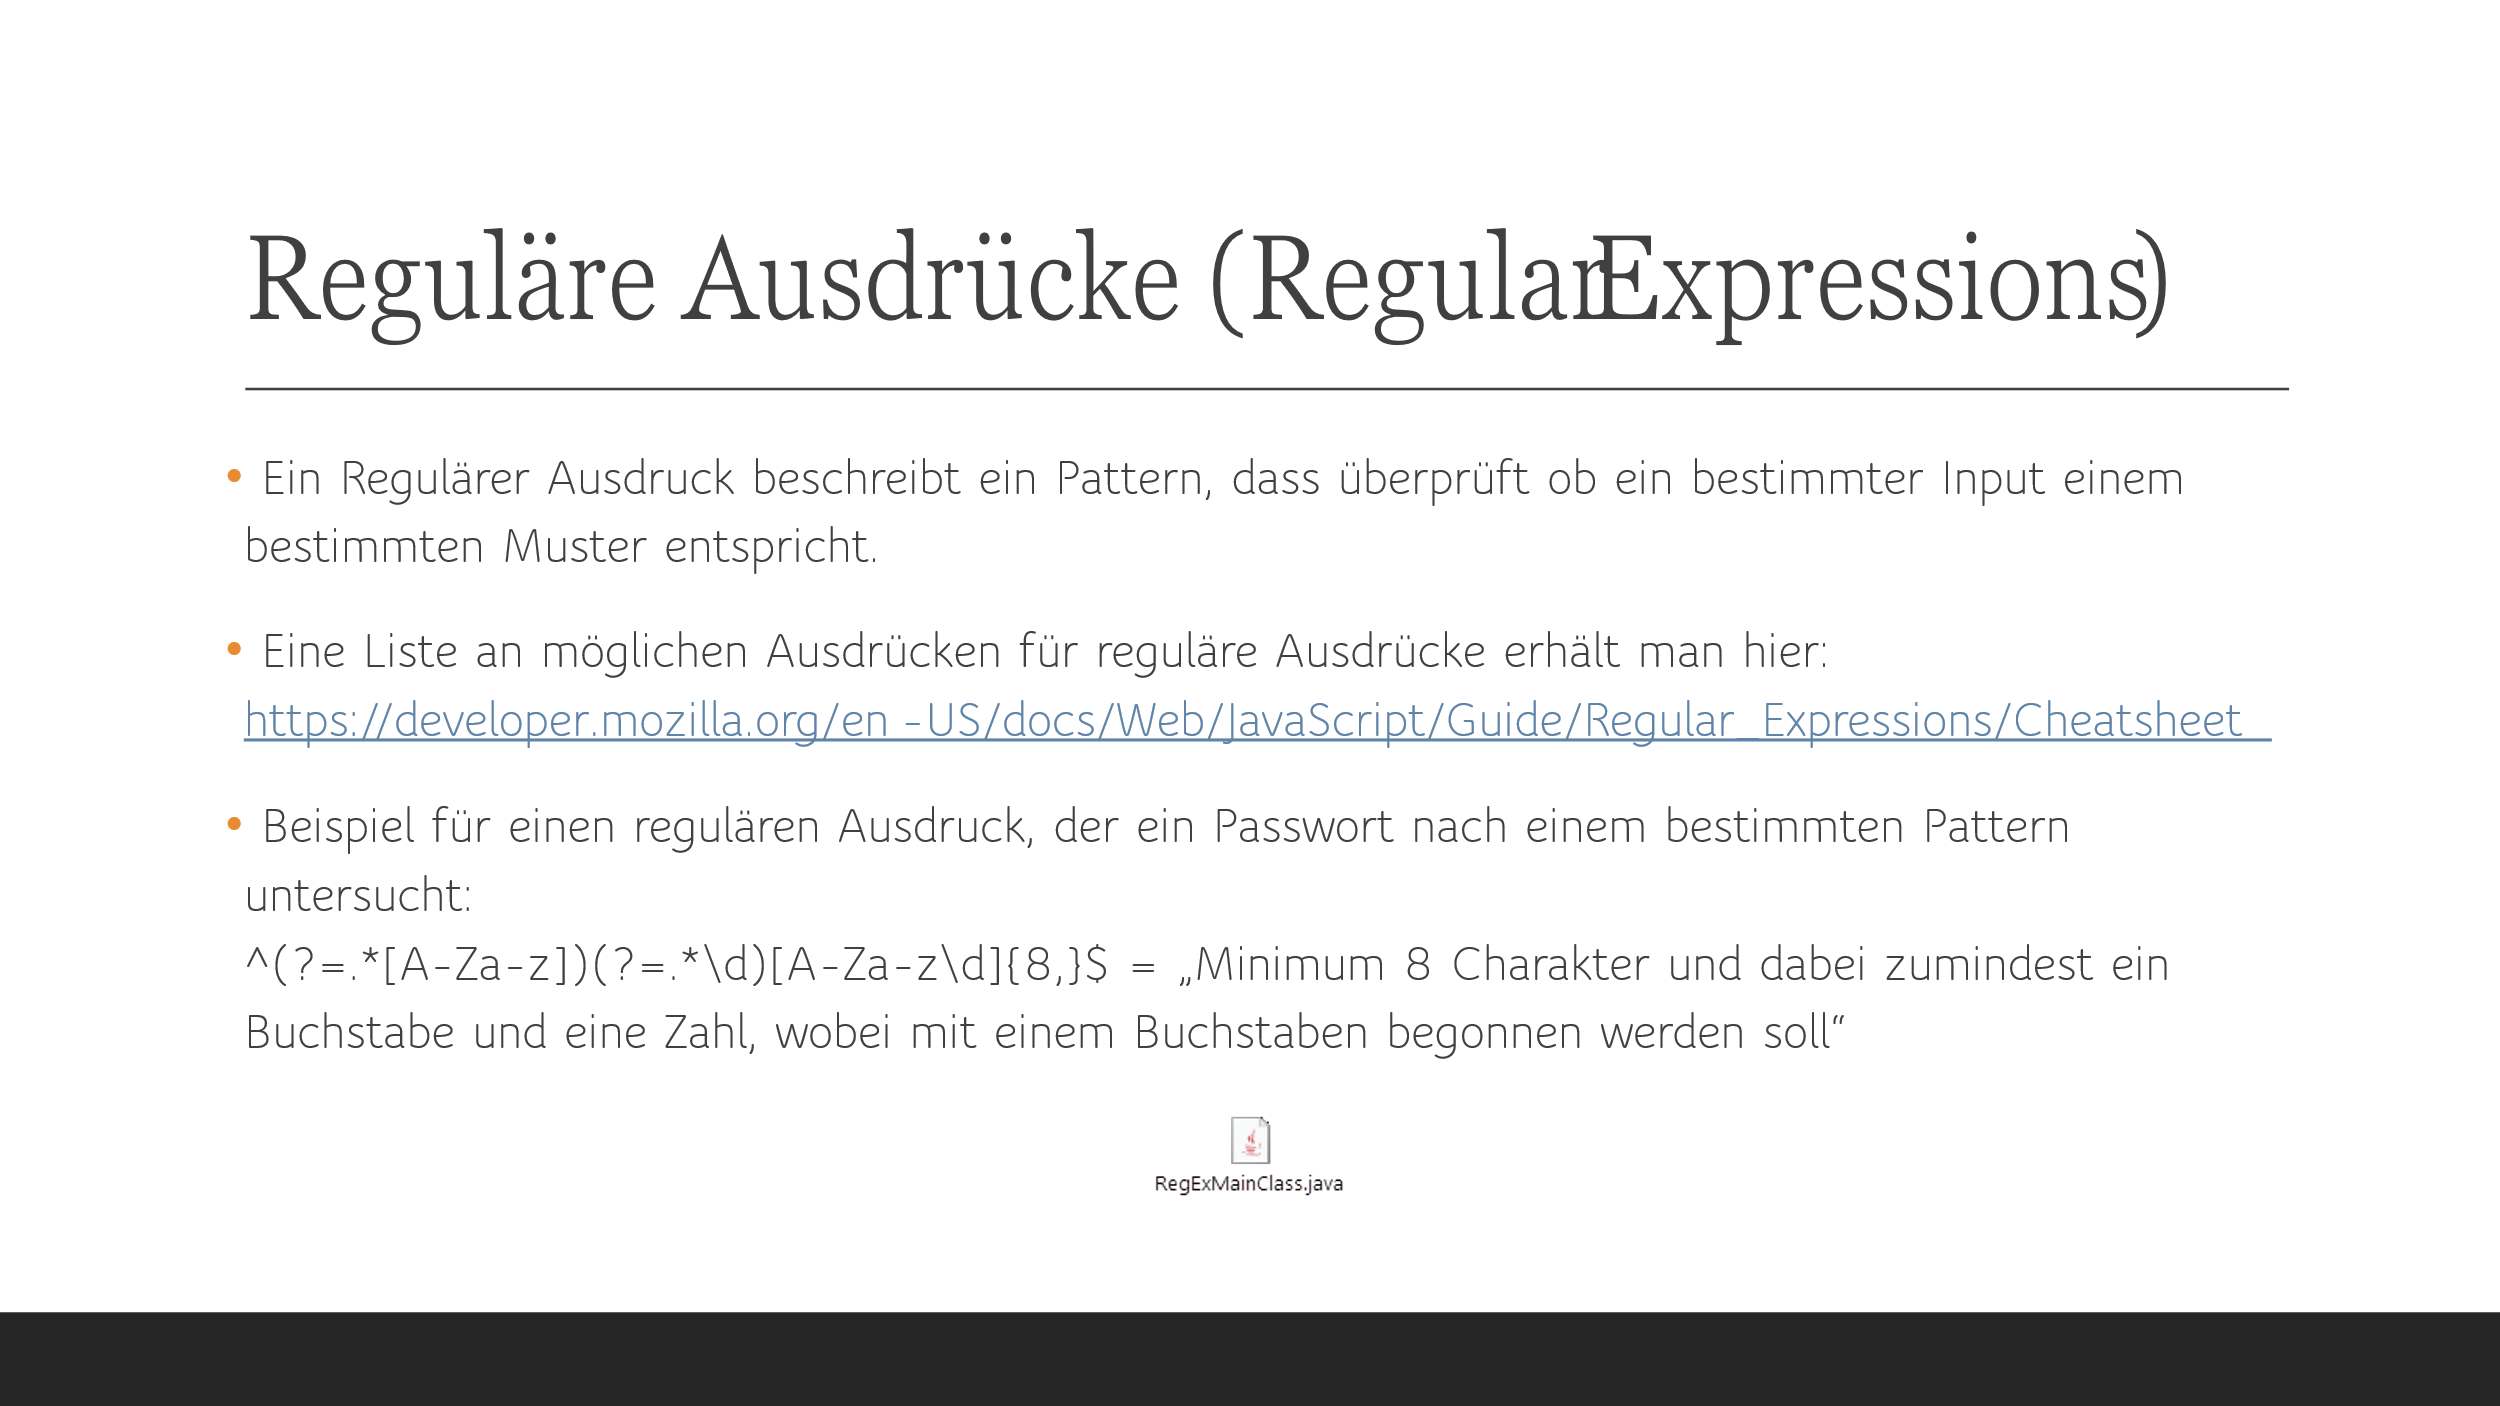 Reguläre Ausdrücke (Regular Expressions)
• Ein Regulärer Ausdruck beschreibt ein Pattern, dass überprüft ob ein bestimmter Input einem
bestimmten Muster entspricht.
• Eine Liste an möglichen Ausdrücken für reguläre Ausdrücke erhält man hier:
https://developer.mozilla.org/en-US/docs/Web/JavaScript/Guide/Regular_Expressions/Cheatsheet
• Beispiel für einen regulären Ausdruck, der ein Passwort nach einem bestimmten Pattern
untersucht:
^(?=.*[A-Za-z])(?=.*\d)[A-Za-z\d]{8,}$ = „Minimum 8 Charakter und dabei zumindest ein
Buchstabe und eine Zahl, wobei mit einem Buchstaben begonnen werden soll“
RegExMainClass.java